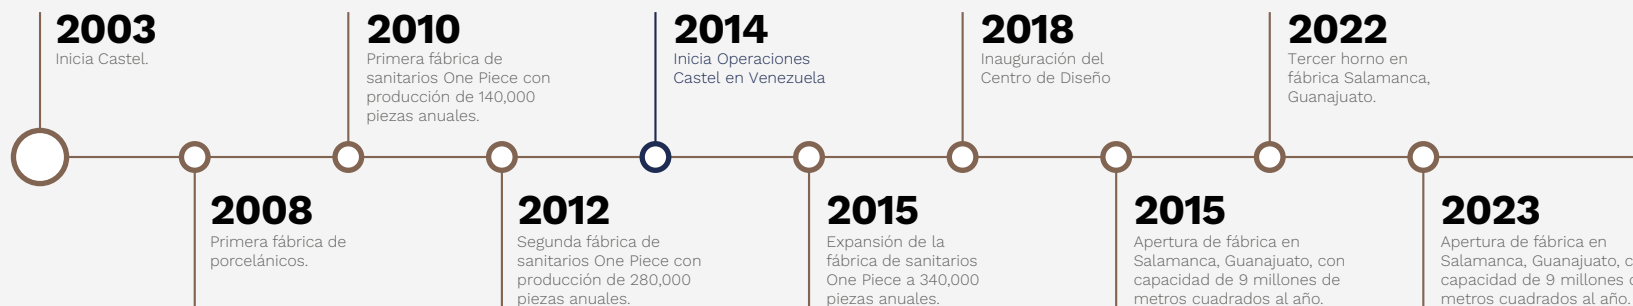 2003
Inicia Castel.
2008
Primera fábrica de
porcelánicos.
2010
Primera fábrica de
sanitarios One Piece con
producción de 140,000
piezas anuales.
2012
Segunda fábrica de
sanitarios One Piece con
producción de 280,000
piezas anuales.
2014
Inicia Operaciones
Castel en Venezuela
2015
Expansión de la
fábrica de sanitarios
One Piece a 340,000
piezas anuales.
2018
Inauguración del
Centro de Diseño
2015
Apertura de fábrica en
Salamanca, Guanajuato, con
capacidad de 9 millones de
metros cuadrados al año.
2022
Tercer horno en
fábrica Salamanca,
Guanajuato.
2023
Apertura de fábrica en
Salamanca, Guanajuato,
capacidad de 9 millones
metros cuadrados al año.